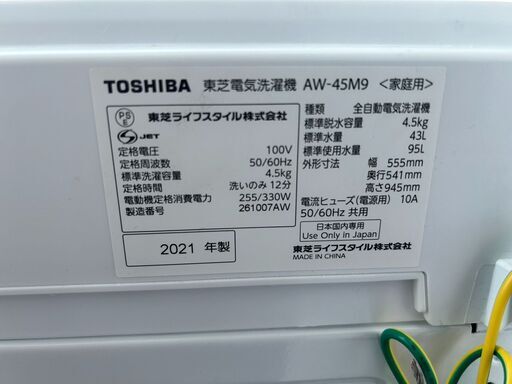 TOSHIBA 東芝電気洗濯機 AW-45M9 <家庭用>
PS
E
東芝ライフスタイル株式会社
JET
定格電圧 100V
定格周波数 50/60Hz
標準洗濯容量 4.5kg
定格時間 洗いのみ 12分
電動機定格消費電力 255/330W
製造番号 261007AW
2021 年製
種類 全自動電気洗濯機
標準脱水容量 4.5kg
標準水量 43L
標準使用水量 95L
外形寸法 幅 555mm
奥行541mm
高さ945mm
電流ヒューズ(電源用) 10A
50/60Hz 共用
日本国内専用
Use Only in Japan
東芝ライフスタイル株式会社
MADE IN CHINA